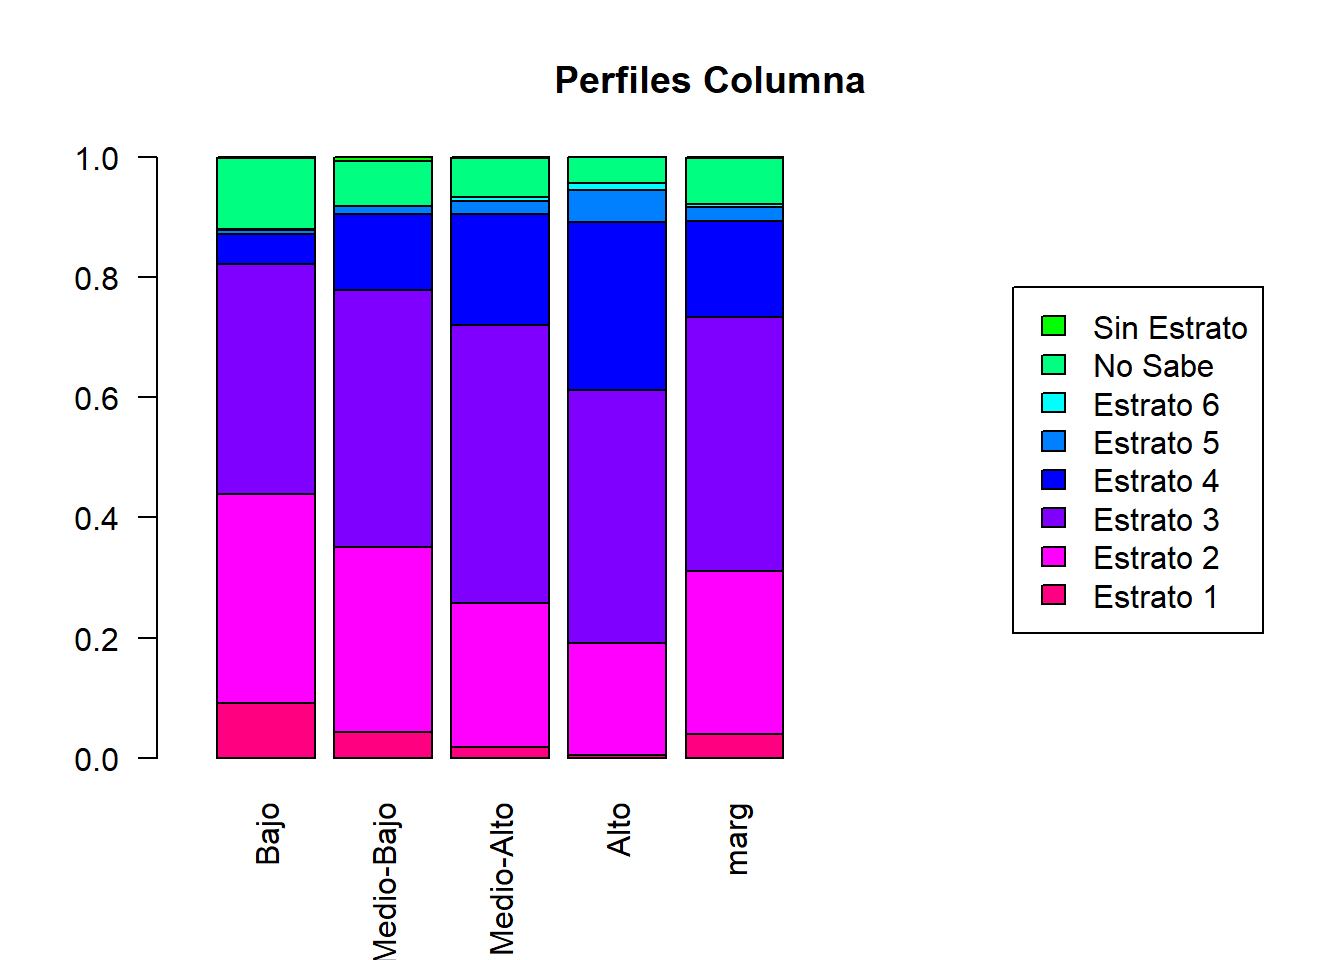 Perfiles Columna
1.0
0.8
0.6
0.4
0.2
0.0
Bajo
Medio-Bajo
Medio-Alto
Alto
marg
Sin Estrato
No Sabe
Estrato 6
Estrato 5
Estrato 4
Estrato 3
Estrato 2
Estrato 1